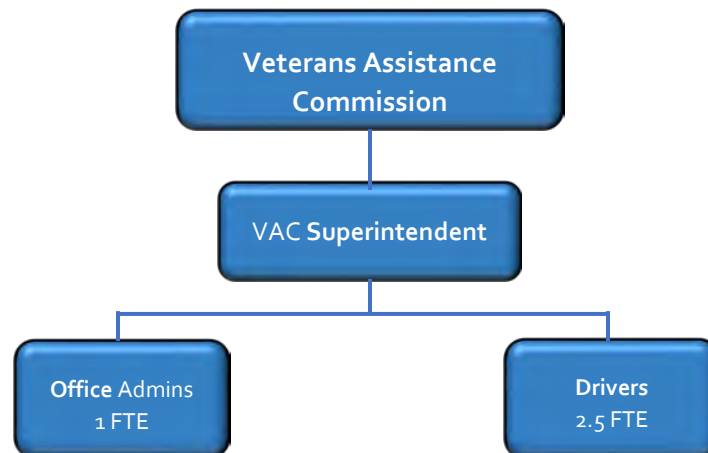 Veterans Assistance
Commission
VAC Superintendent
Office Admins
1 FTE
Drivers
2.5 FTE